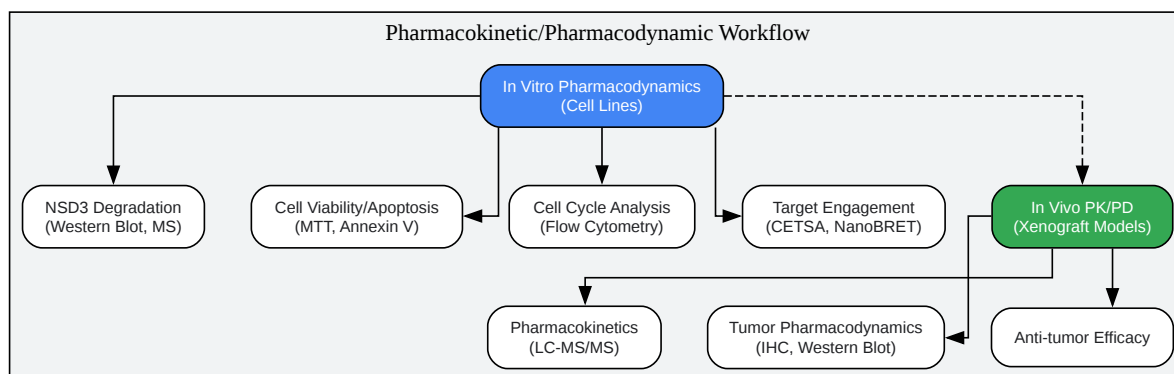 Pharmacokinetic/Pharmacodynamic Workflow
In Vitro Pharmacodynamics
(Cell Lines)
NSD3 Degradation
(Western Blot, MS)
Cell Viability/Apoptosis
(MTT, Annexin V)
Cell Cycle Analysis
(Flow Cytometry)
Target Engagement
(CETSA, NanoBRET)
In Vivo PK/PD
(Xenograft Models)
Pharmacokinetics
(LC-MS/MS)
Tumor Pharmacodynamics
(IHC, Western Blot)
Anti-tumor Efficacy